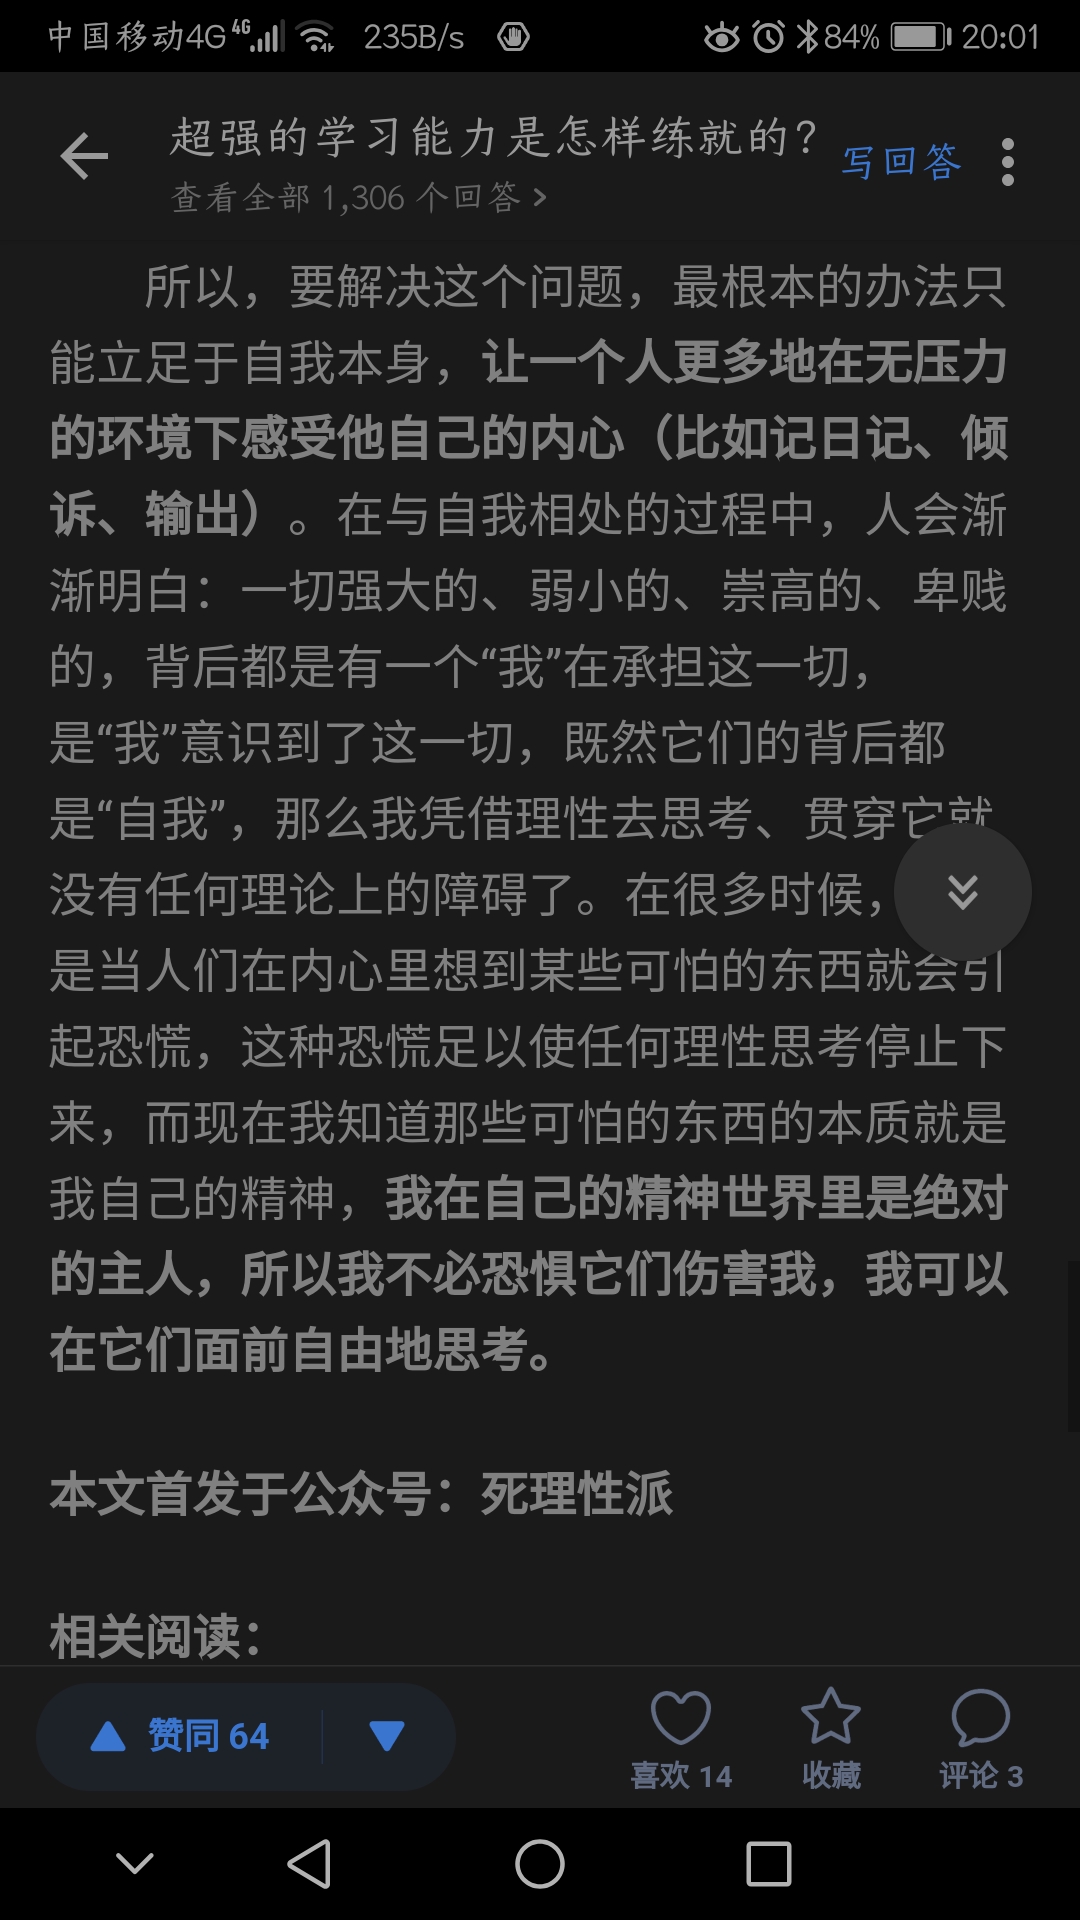 中国移动4G 4G 235B/s 84% 20:01
超强的学习能力是怎样练就的?
写回答
查看全部 1,306 个回答 >
所以，要解决这个问题，最根本的办法只
能立足于自我本身，让一个人更多地在无压力
的环境下感受他自己的内心（比如记日记、倾
诉、输出）。在与自我相处的过程中，人会渐
渐明白：一切强大的、弱小的、崇高的、卑贱
的，背后都是有一个“我”在承担这一切，
是“我”意识到了这一切，既然它们的背后都
是“自我”，那么我凭借理性去思考、贯穿它就
没有任何理论上的障碍了。在很多时候，
是当人们在内心里想到某些可怕的东西就会引
起恐慌，这种恐慌足以使任何理性思考停止下
来，而现在我知道那些可怕的东西的本质就是
我自己的精神，我在自己的精神世界里是绝对
的主人，所以我不必恐惧它们伤害我，我可以
在它们面前自由地思考。
本文首发于公众号：死理性派
相关阅读：
赞同 64
喜欢 14
收藏
评论 3